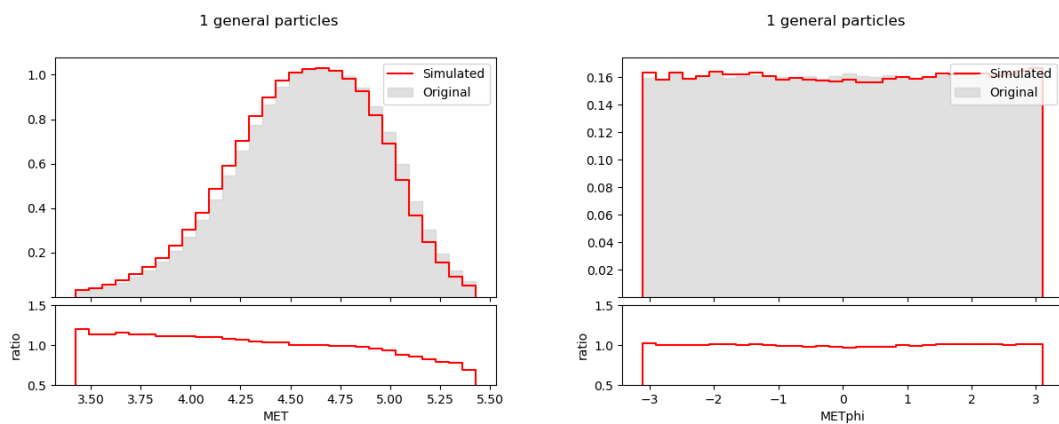 1 general particles
1.0
0.8
0.6
0.4
0.2
Simulated
Original
1.5
1.0
0.5
ratio
3.50 3.75 4.00 4.25 4.50 4.75 5.00 5.25 5.50
MET
1 general particles
0.16
0.14
0.12
0.10
0.08
0.06
0.04
0.02
Simulated
Original
1.5
1.0
0.5
ratio
−3 −2 −1 0 1 2 3
METphi